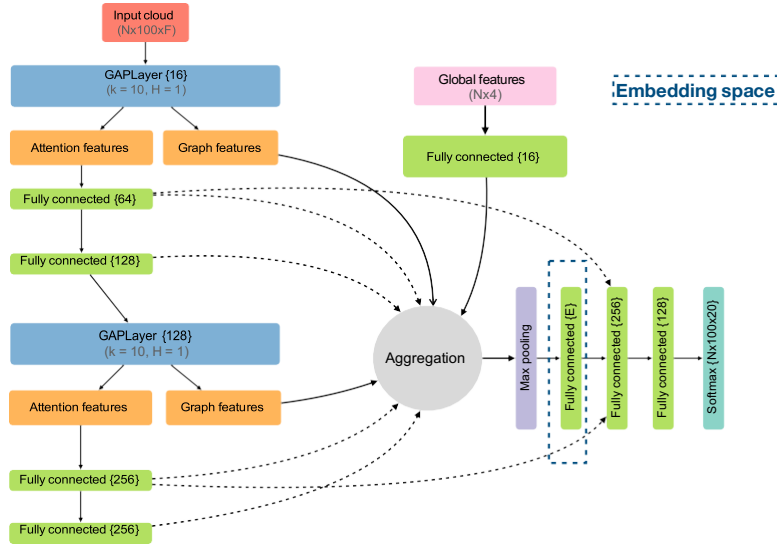 Input cloud
(Nx100xF)
GAPLayer {16}
(k = 10, H = 1)
Attention features
Graph features
Fully connected {64}
Fully connected {128}
GAPLayer {128}
(k = 10, H = 1)
Attention features
Graph features
Fully connected {256}
Fully connected {256}
Global features
(Nx4)
Fully connected {16}
Aggregation
Embedding space
Max pooling
Fully connected {E}
Fully connected {256}
Fully connected {128}
Softmax {Nx100x20}